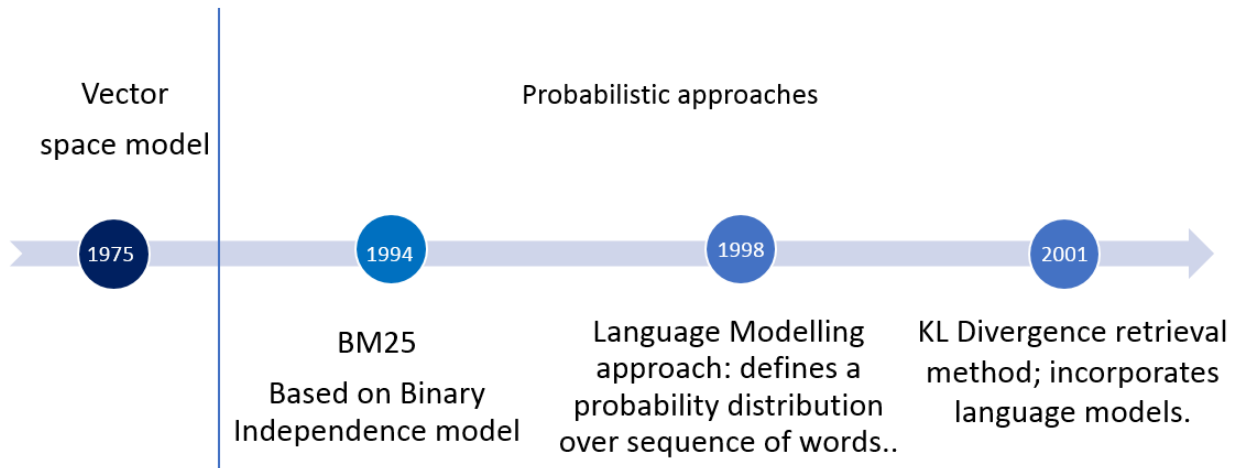 Vector
space model
Probabilistic approaches
1975
1994
1998
2001
BM25
Based on Binary
Independence model
Language Modelling
approach: defines a
probability distribution
over sequence of words..
KL Divergence retrieval
method; incorporates
language models.